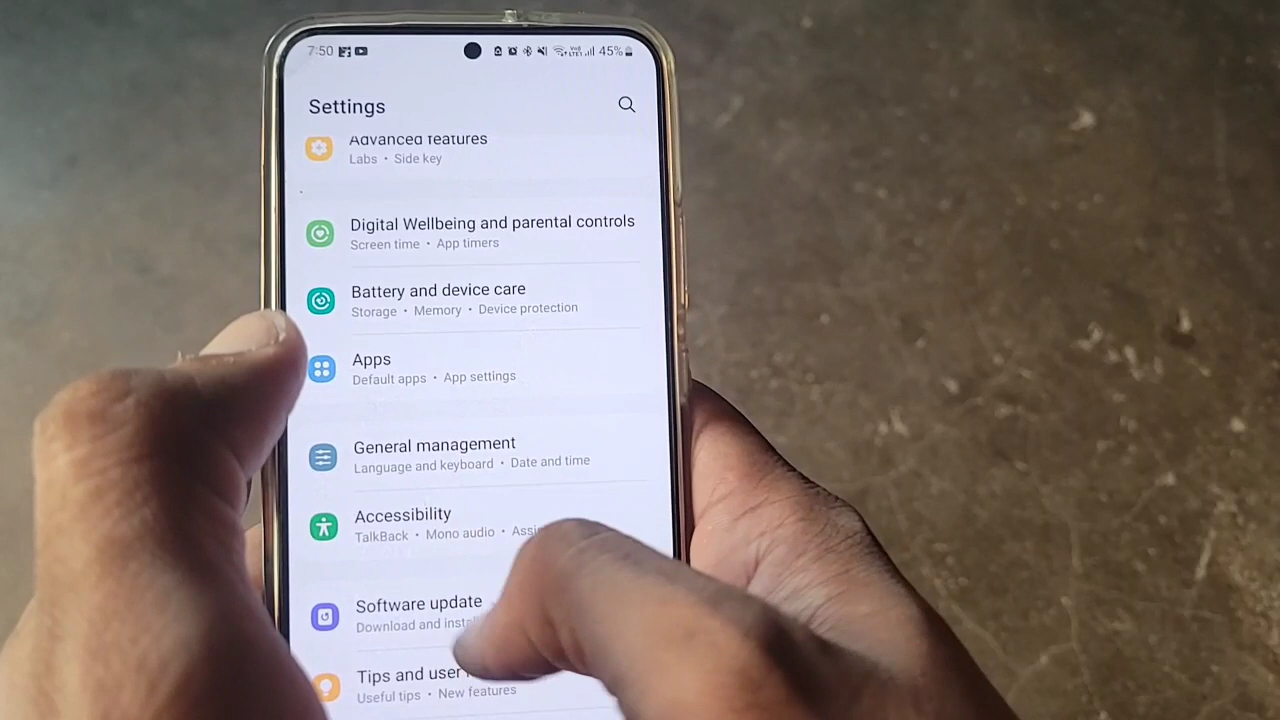 7:50 45%
Settings
Advanced features
Labs • Side key
Digital Wellbeing and parental controls
Screen time • App timers
Battery and device care
Storage • Memory • Device protection
Apps
Default apps • App settings
General management
Language and keyboard • Date and time
Accessibility
TalkBack • Mono audio •
Software update
Download and
Tips and user
Useful tips • New features